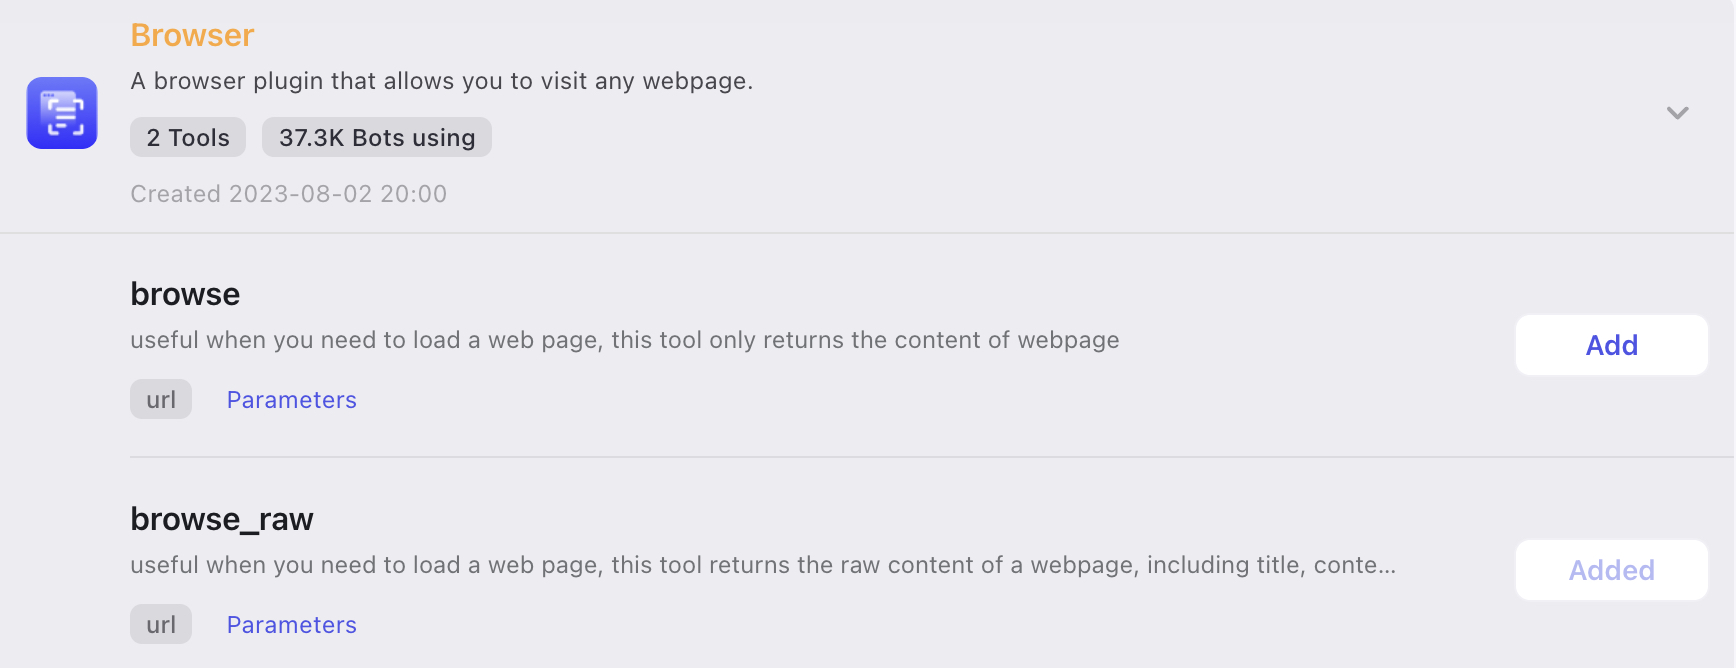 Browser
A browser plugin that allows you to visit any webpage.
2 Tools 37.3K Bots using
Created 2023-08-02 20:00
browse
useful when you need to load a web page, this tool only returns the content of webpage
Add
url Parameters
browse_raw
useful when you need to load a web page, this tool returns the raw content of a webpage, including title, conte...
Added
url Parameters